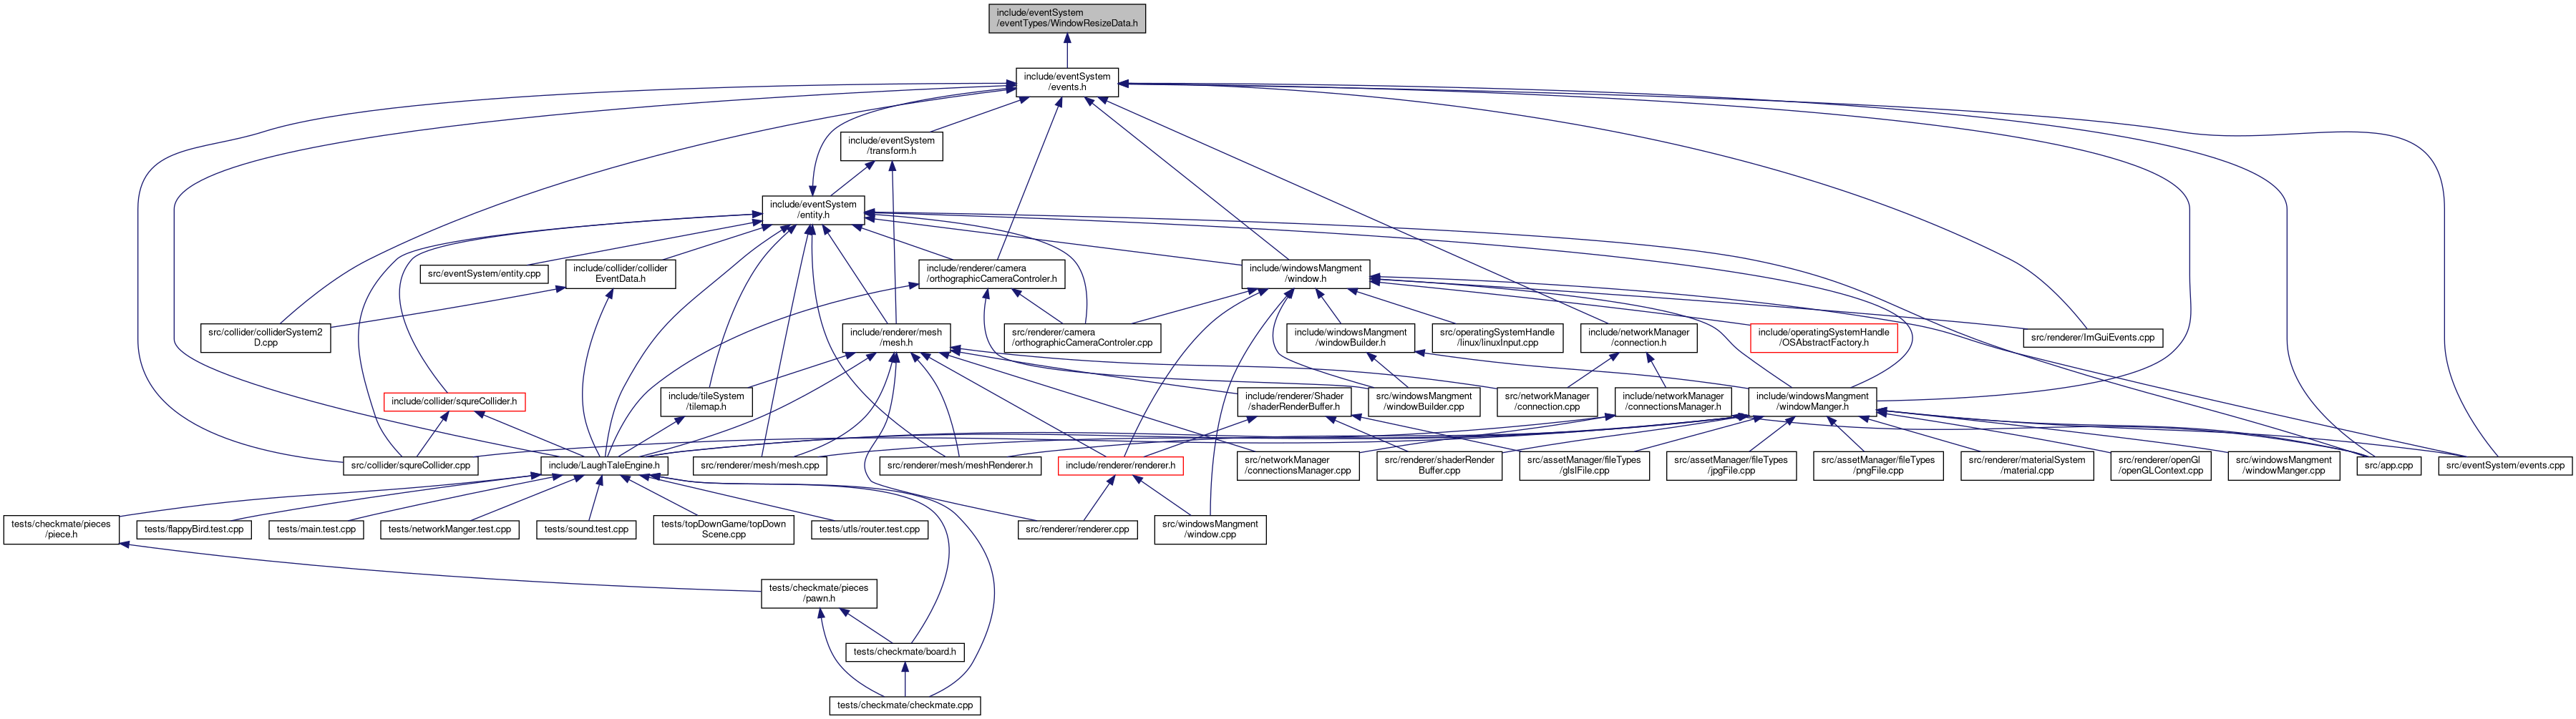 include/eventSystem
/eventTypes/WindowResizeData.h
include/eventSystem
/events.h
include/eventSystem
/transform.h
include/eventSystem
/entity.h
src/eventSystem/entity.cpp
include/collider/collider
EventData.h
include/renderer/camera
/orthographicCameraControler.h
include/windowsMangment
/window.h
src/collider/colliderSystem2
D.cpp
include/renderer/mesh
/mesh.h
src/renderer/camera
/orthographicCameraControler.cpp
include/windowsMangment
/windowBuilder.h
src/operatingSystemHandle
/linux/linuxInput.cpp
include/networkManager
/connection.h
include/operatingSystemHandle
/OSAbstractFactory.h
src/renderer/ImGuiEvents.cpp
include/collider/squreCollider.h
include/tileSystem
/tilemap.h
include/renderer/Shader
/shaderRenderBuffer.h
src/windowsMangment
/windowBuilder.cpp
src/networkManager
/connection.cpp
include/networkManager
/connectionsManager.h
include/windowsMangment
/windowManger.h
src/collider/squreCollider.cpp
include/LaughTaleEngine.h
src/renderer/mesh/mesh.cpp
src/renderer/mesh/meshRenderer.h
include/renderer/renderer.h
src/networkManager
/connectionsManager.cpp
src/renderer/shaderRender
Buffer.cpp
src/assetManager/fileTypes
/glslFile.cpp
src/assetManager/fileTypes
/jpgFile.cpp
src/assetManager/fileTypes
/pngFile.cpp
src/renderer/materialSystem
/material.cpp
src/renderer/openGl
/openGLContext.cpp
src/windowsMangment
/windowManger.cpp
src/app.cpp
src/eventSystem/events.cpp
tests/checkmate/pieces
/piece.h
tests/flappyBird.test.cpp
tests/main.test.cpp
tests/networkManger.test.cpp
tests/sound.test.cpp
tests/topDownGame/topDown
Scene.cpp
tests/utls/router.test.cpp
src/renderer/renderer.cpp
src/windowsMangment
/window.cpp
tests/checkmate/pieces
/pawn.h
tests/checkmate/board.h
tests/checkmate/checkmate.cpp